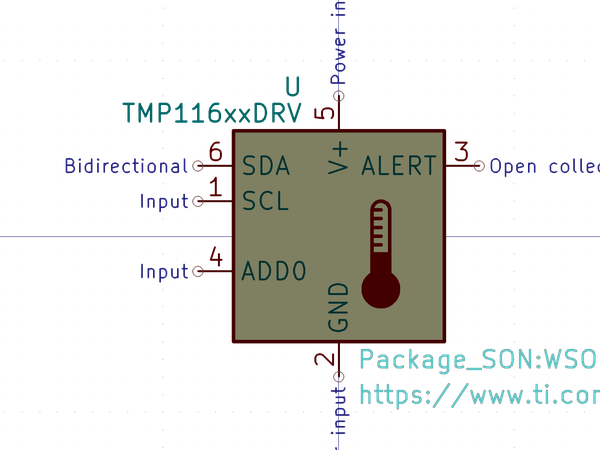 Power in
U
TMP116xxDRV
5
Bidirectional 6 SDA V+ ALERT 3 Open collec
Input 1 SCL
Input 4 ADD0
GND
2
Package_SON:WSO
https://www.ti.com
input